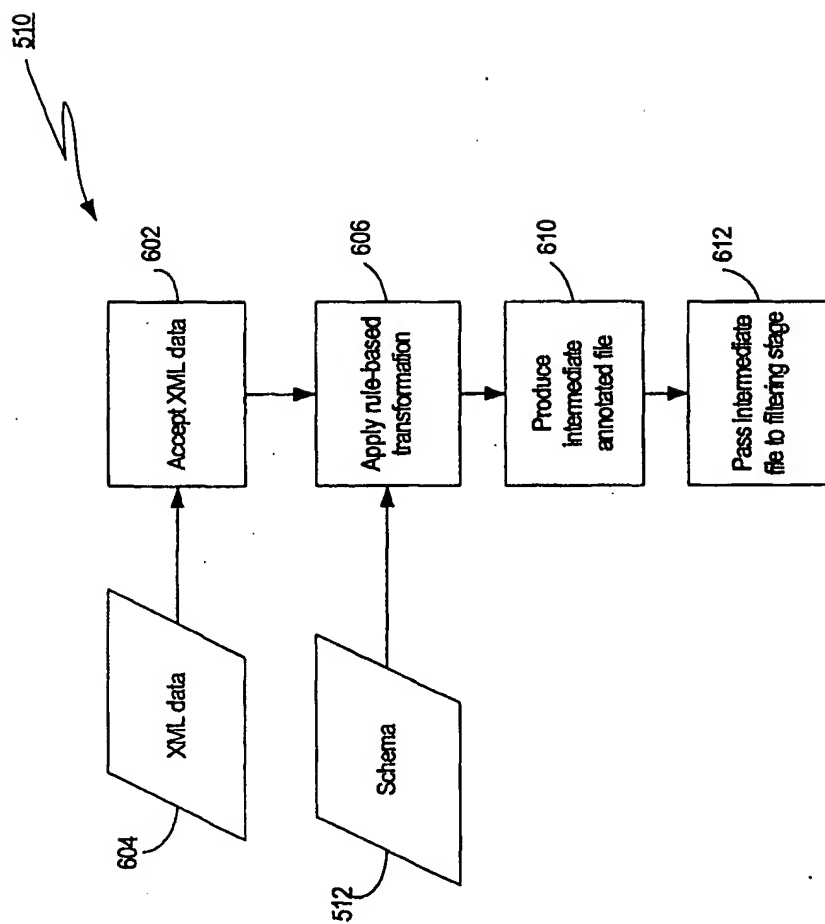 510
602
Accept XML data
604
XML data
606
Apply rule-based
transformation
512
Schema
610
Produce
intermediate
annotated file
612
Pass intermediate
file to filtering stage